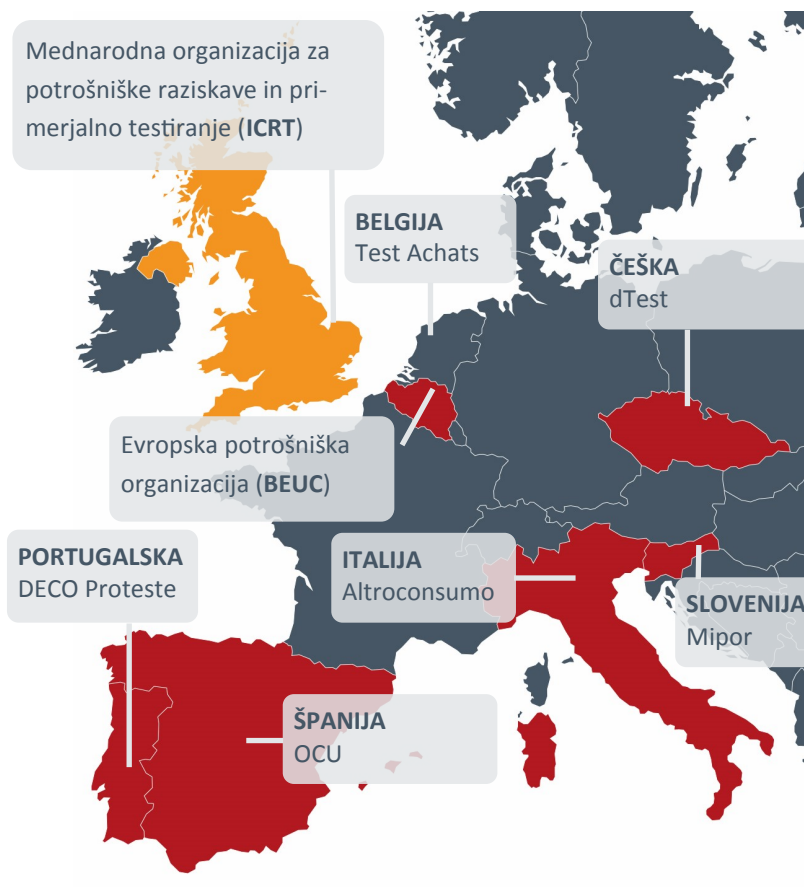 Mednarodna organizacija za
potrošniške raziskave in pri-
merjalno testiranje (ICRT)
BELGIJA
Test Achats
ČEŠKA
dTest
Evropska potrošniška
organizacija (BEUC)
PORTUGALSKA
DECO Proteste
ITALIJA
Altroconsumo
SLOVENIJA
Mipor
ŠPANIJA
OCU